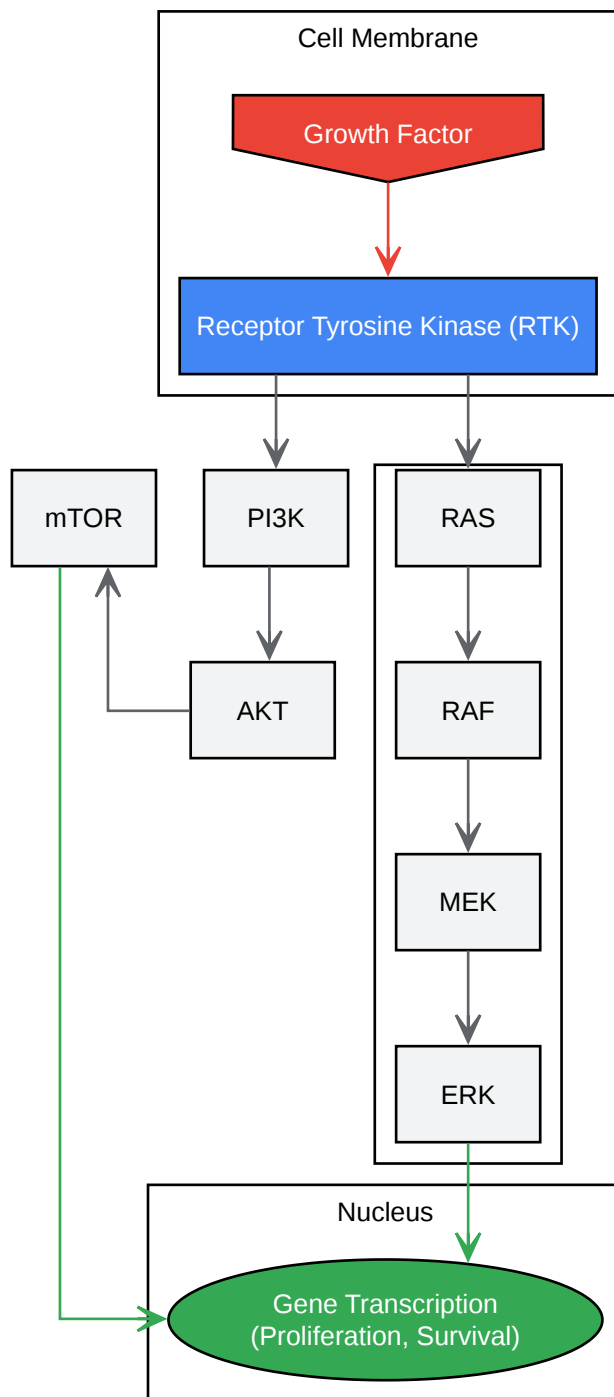 Cell Membrane
Growth Factor
Receptor Tyrosine Kinase (RTK)
mTOR
PI3K
RAS
AKT
RAF
MEK
ERK
Nucleus
Gene Transcription
(Proliferation, Survival)